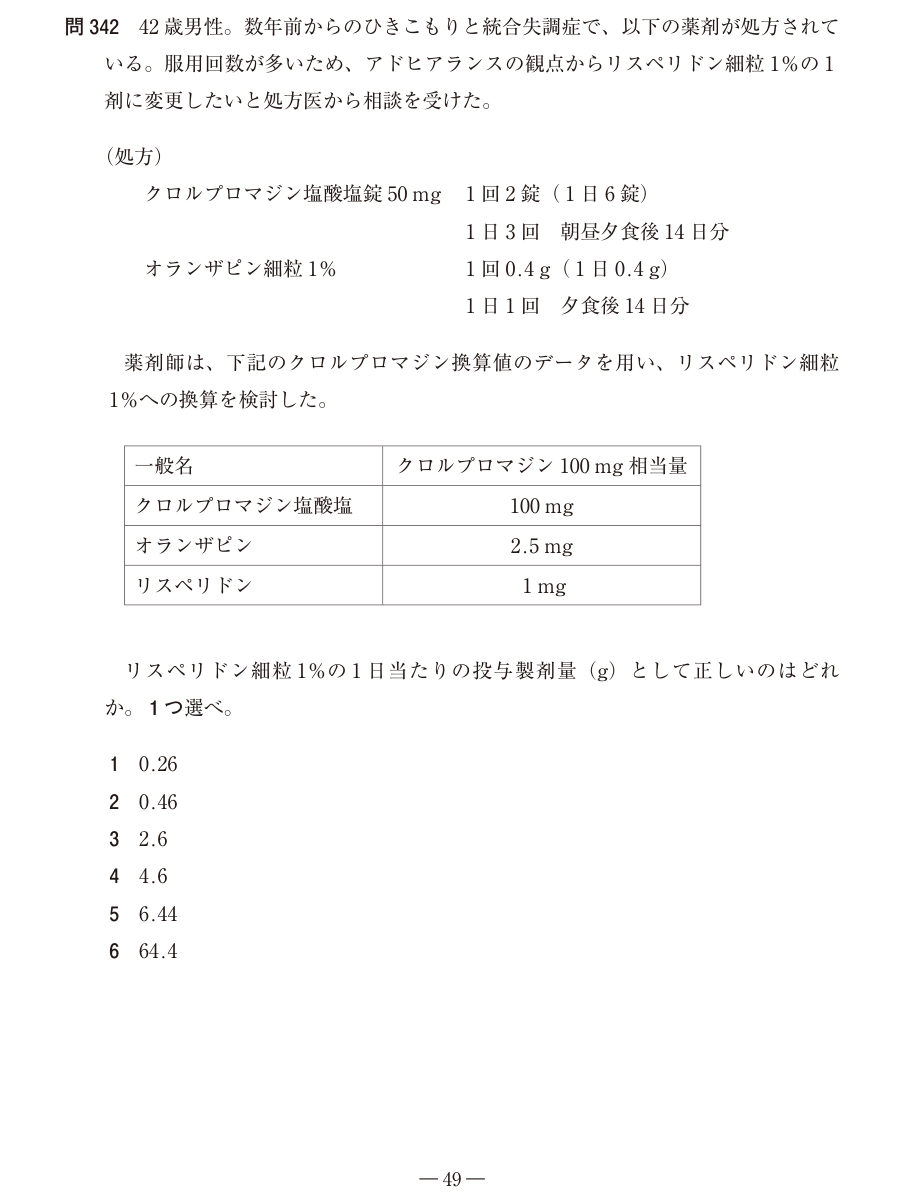 問 342　42 歳男性。数年前からのひきこもりと統合失調症で、以下の薬剤が処方されて
いる。服用回数が多いため、アドヒアランスの観点からリスペリドン細粒 1%の 1
剤に変更したいと処方医から相談を受けた。
（処方）
クロルプロマジン塩酸塩錠 50 mg　1 回 2 錠（1 日 6 錠）
1 日 3 回　朝昼夕食後 14 日分
オランザピン細粒 1%　1 回 0.4 g（1 日 0.4 g）
1 日 1 回　夕食後 14 日分
薬剤師は、下記のクロルプロマジン換算値のデータを用い、リスペリドン細粒
1%への換算を検討した。
一般名　クロルプロマジン 100 mg 相当量
クロルプロマジン塩酸塩　100 mg
オランザピン　2.5 mg
リスペリドン　1 mg
リスペリドン細粒 1%の 1 日当たりの投与製剤量（g）として正しいのはどれ
か。1 つ選べ。
1　0.26
2　0.46
3　2.6
4　4.6
5　6.44
6　64.4
— 49 —